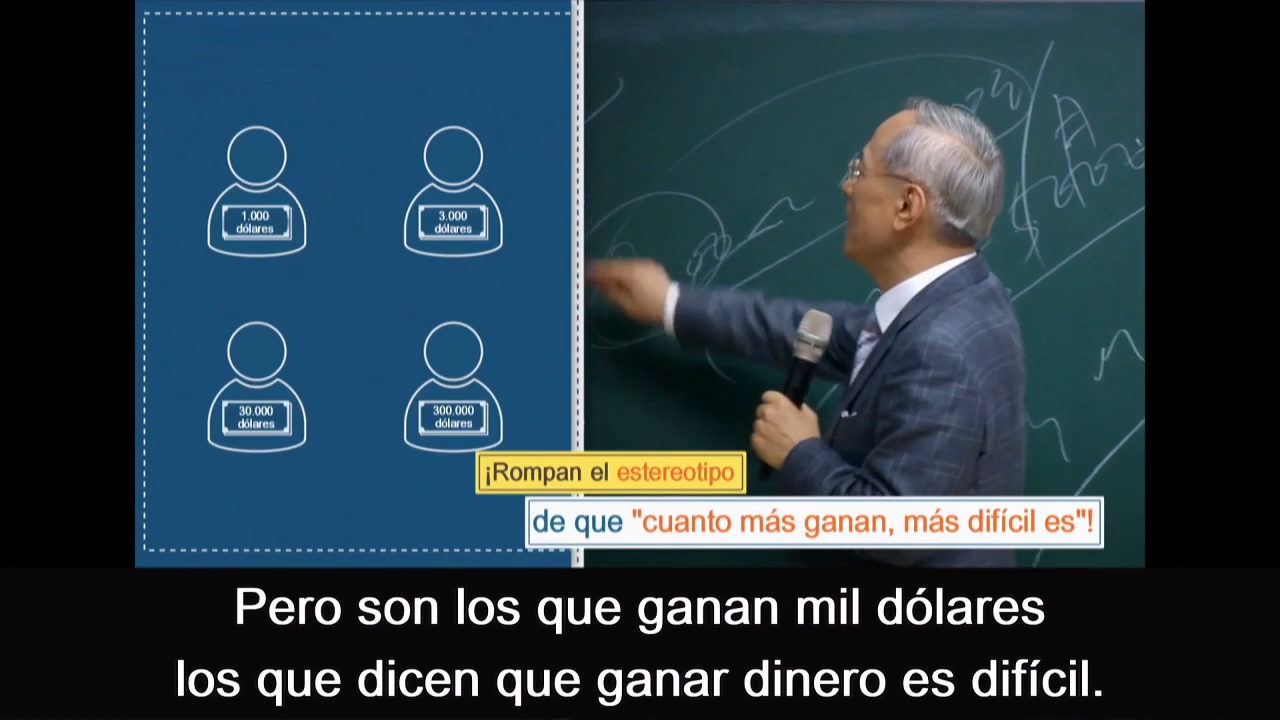 1.000
dólares
3.000
dólares
30.000
dólares
300.000
dólares
¡Rompan el estereotipo
de que "cuanto más ganan, más difícil es"!
Pero son los que ganan mil dólares
los que dicen que ganar dinero es difícil.